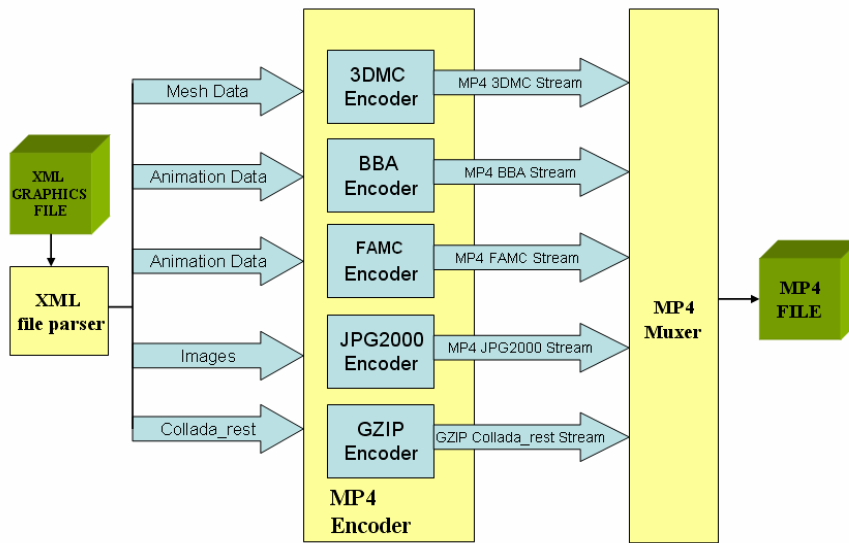 XML
GRAPHICS
FILE
XML
file parser
Mesh Data
Animation Data
Animation Data
Images
Collada_rest
3DMC
Encoder
BBA
Encoder
FAMC
Encoder
JPG2000
Encoder
GZIP
Encoder
MP4
Encoder
MP4 3DMC Stream
MP4 BBA Stream
MP4 FAMC Stream
MP4 JPG2000 Stream
GZIP Collada_rest Stream
MP4
Muxer
MP4
FILE